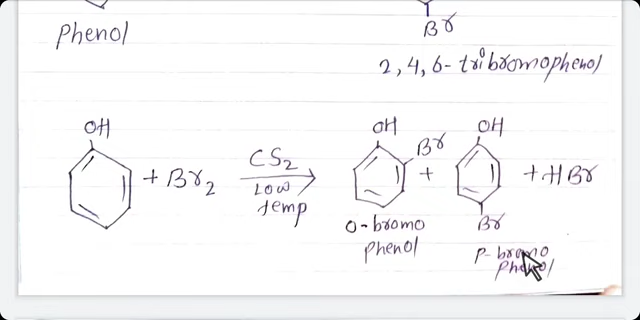 Phenol
Br
2, 4, 6- tribromophenol
OH
+ Br2
CS2
Low
temp
OH
Br
+
o-bromo
phenol
OH
Br
p-bromo
phenol
+ HBr